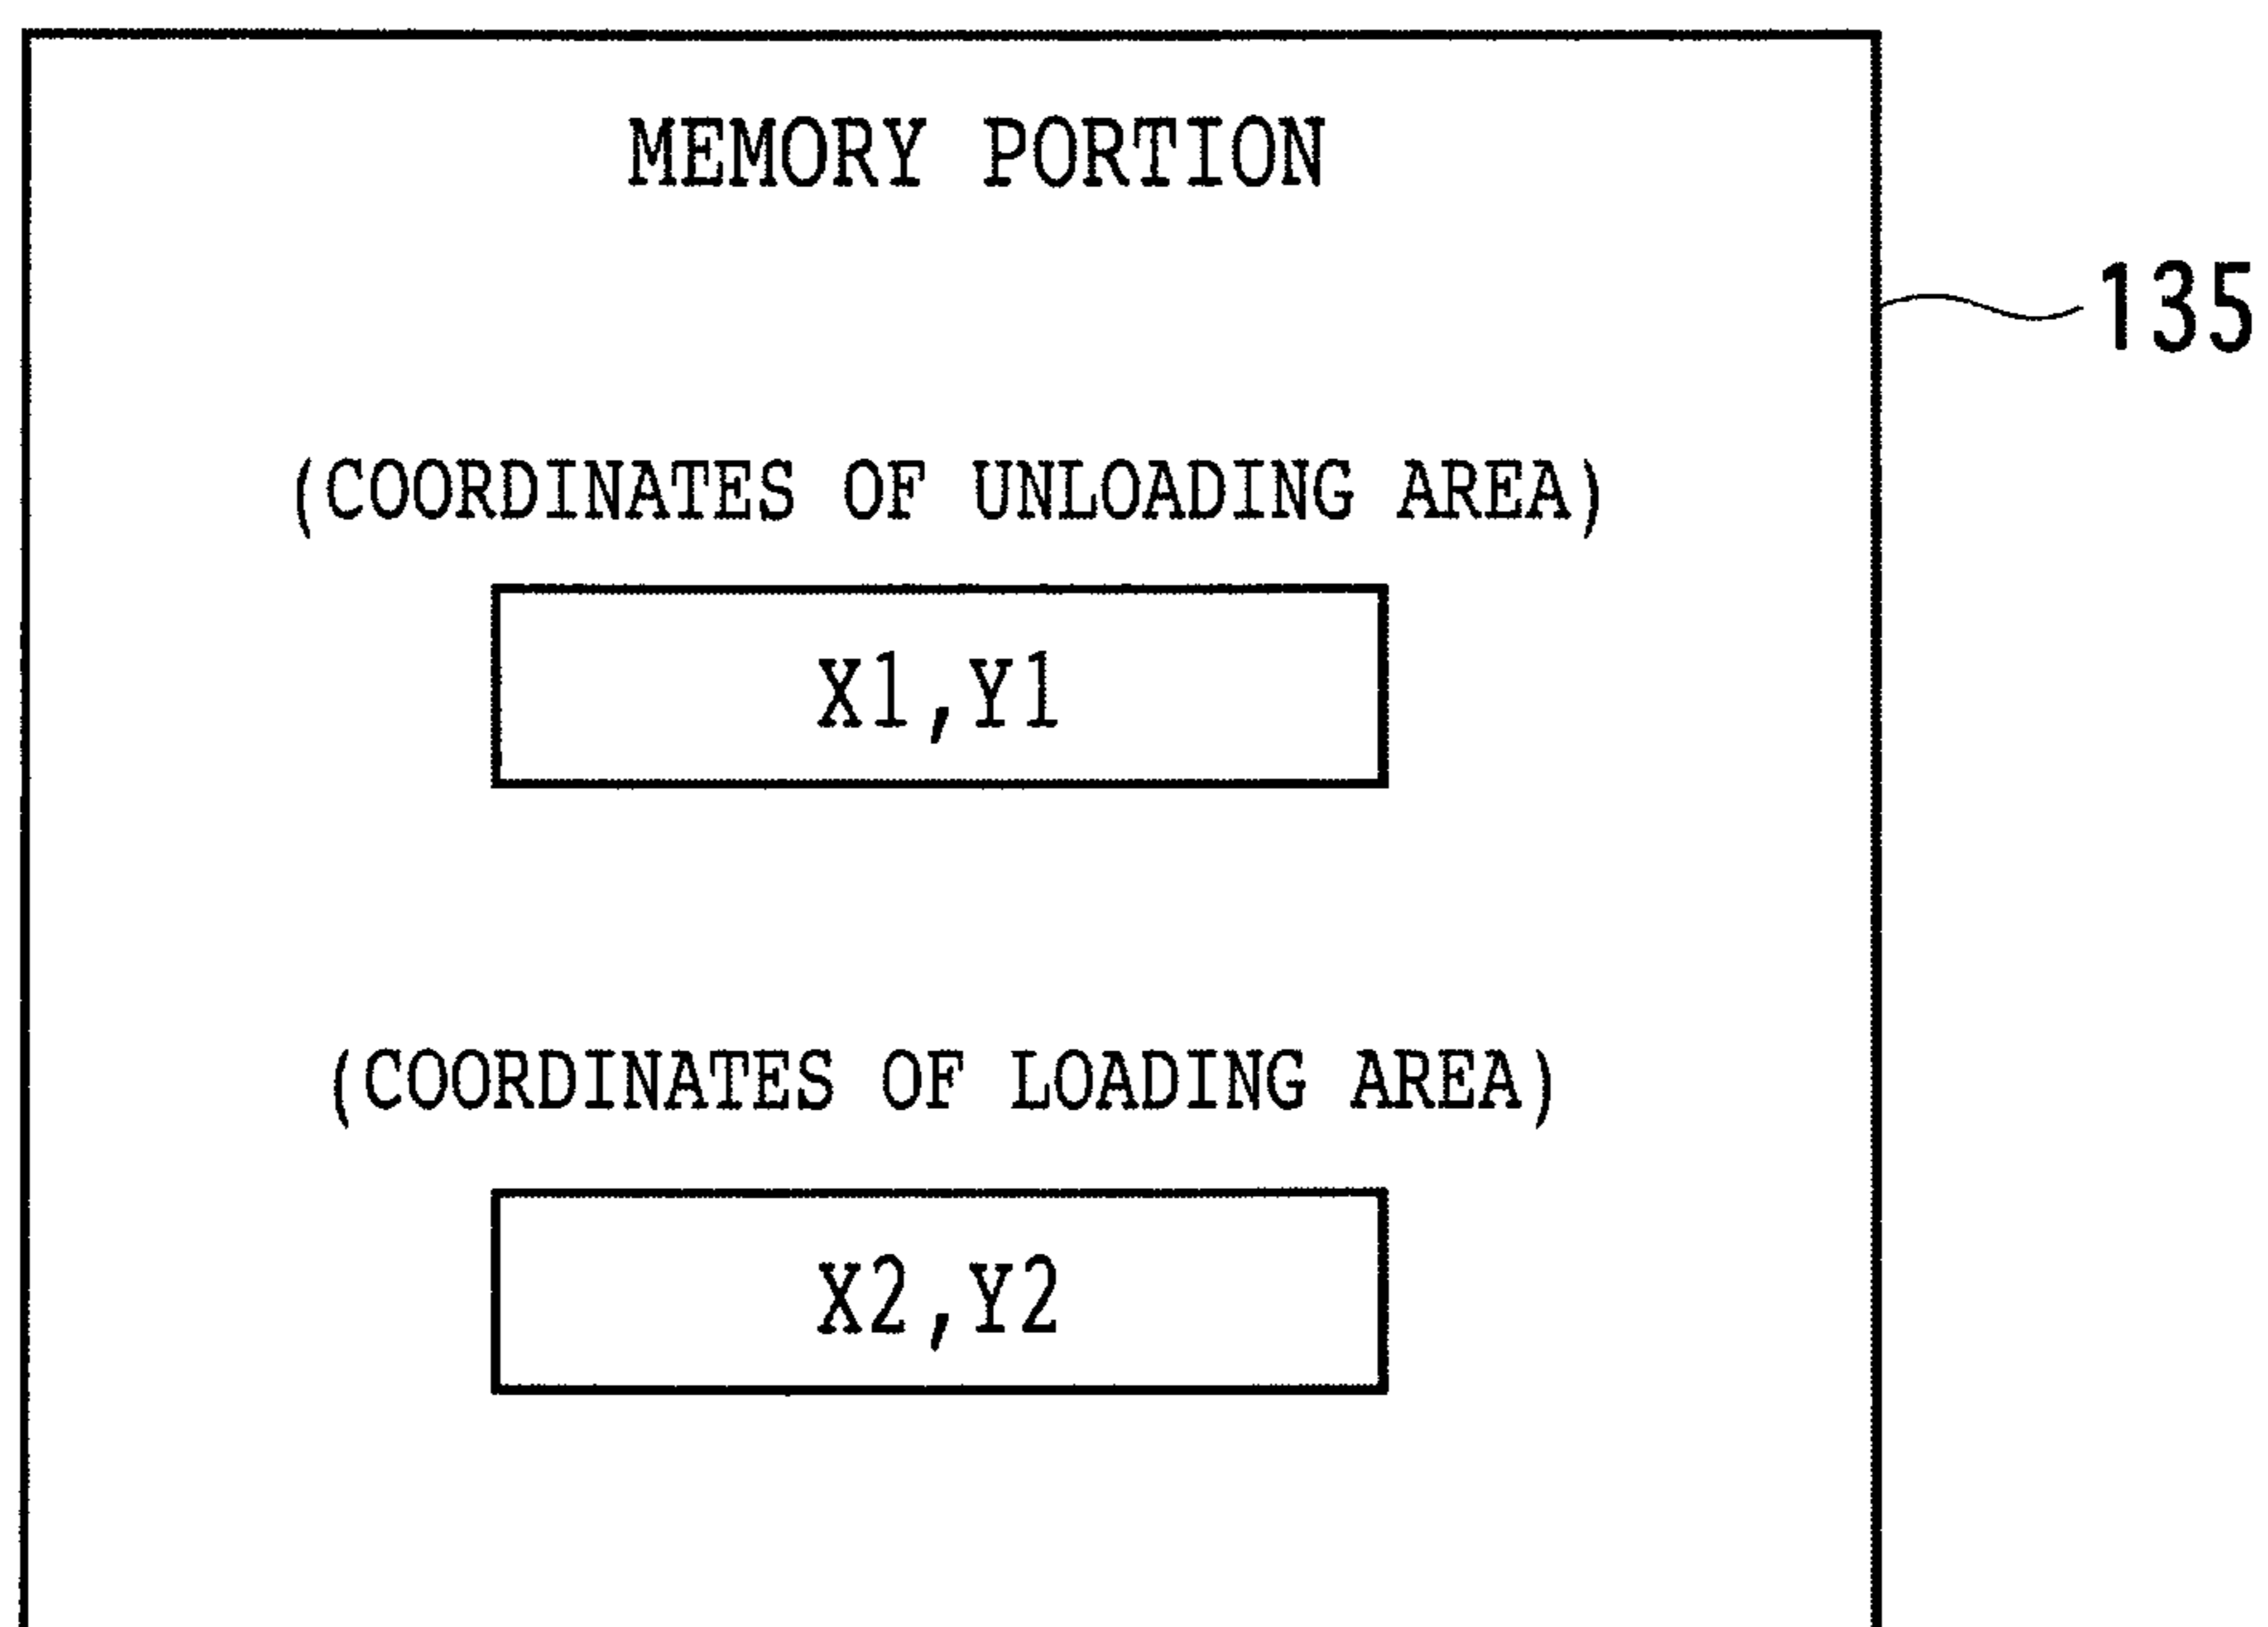 MEMORY PORTION
135
(COORDINATES OF UNLOADING AREA)
X1,Y1
(COORDINATES OF LOADING AREA)
X2,Y2